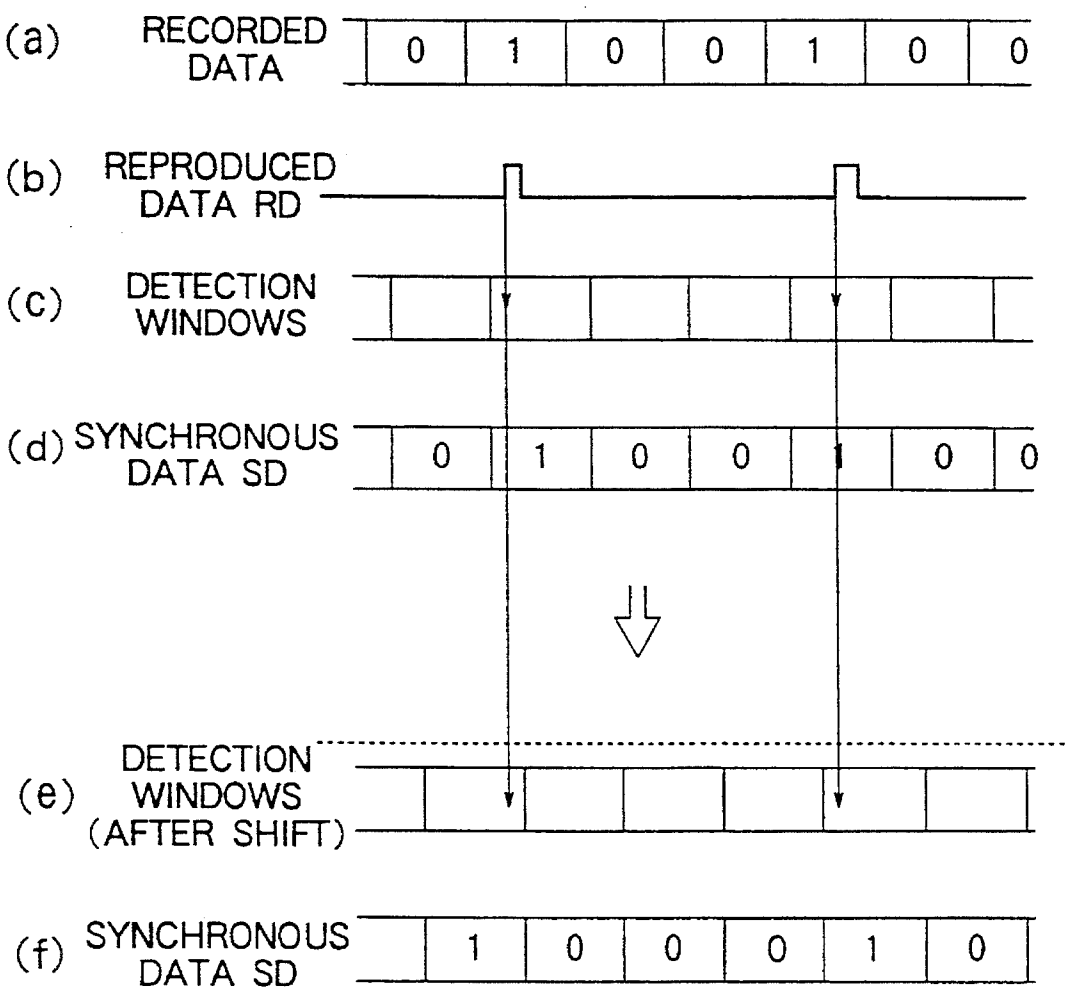 (a) RECORDED DATA 0 1 0 0 1 0 0
(b) REPRODUCED DATA RD
(c) DETECTION WINDOWS
(d) SYNCHRONOUS DATA SD 0 1 0 0 1 0 0
(e) DETECTION WINDOWS (AFTER SHIFT)
(f) SYNCHRONOUS DATA SD 1 0 0 0 1 0